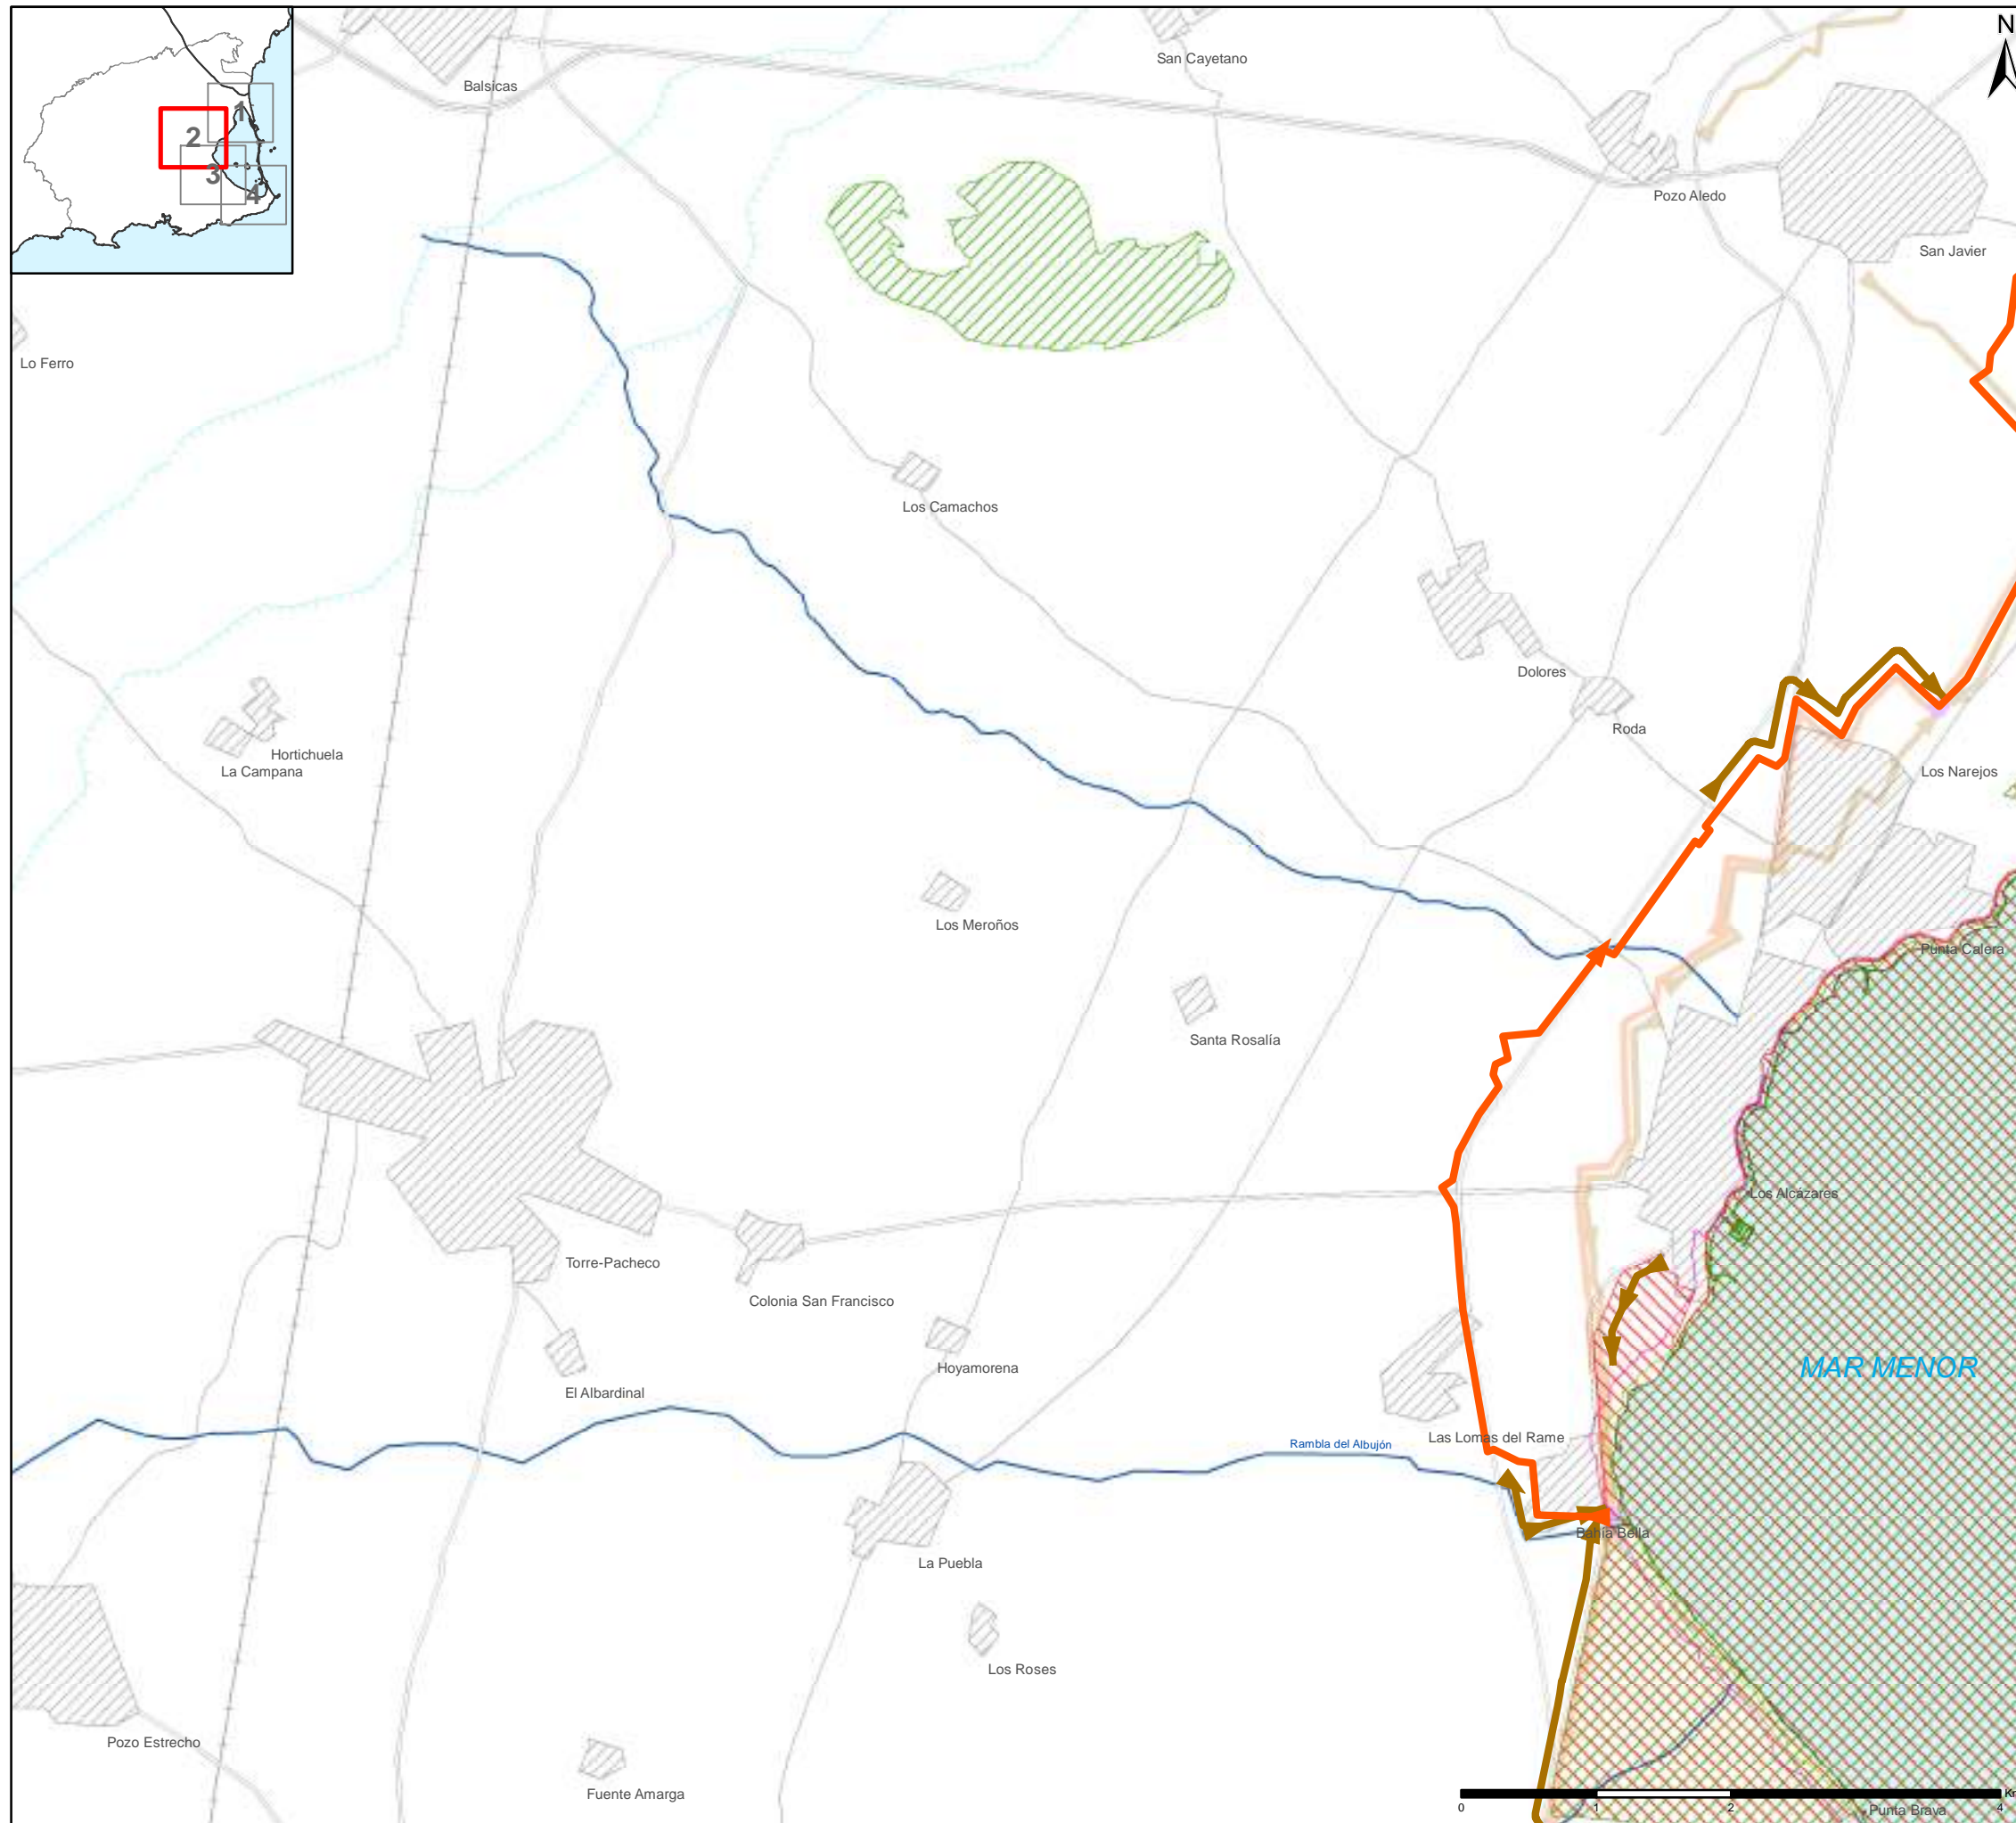 N
San Cayetano
Balsicas
1
2
3
4
Pozo Aledo
San Javier
Lo Ferro
Los Camachos
Dolores
Roda
Hortichuela
La Campana
Los Narejos
Los Meroños
Punta Calera
Santa Rosalía
Los Alcázares
Torre-Pacheco
Colonia San Francisco
Hoyamorena
MAR MENOR
El Albardinal
Las Lomas del Rame
Rambla del Albujón
Bahía Bella
La Puebla
Los Roses
Pozo Estrecho
Fuente Amarga
0
1
2
4
Punta Brava